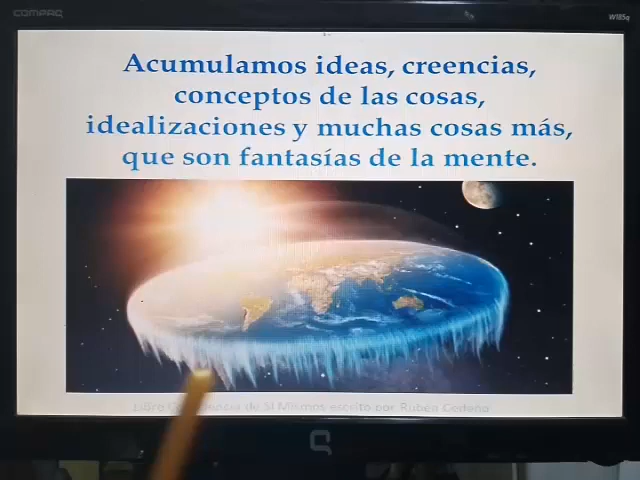 COMPAQ
W185q
Acumulamos ideas, creencias,
conceptos de las cosas,
idealizaciones y muchas cosas más,
que son fantasías de la mente.
Libro de Sí Mismos escrito por Rubén Cedeño